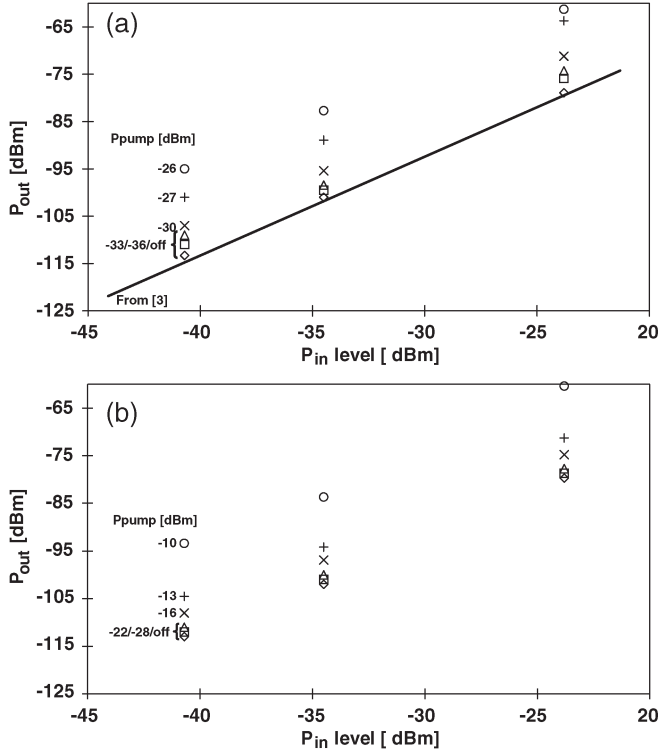 (a)
-65
-75
-85
-95
-105
-115
-125
Pout [dBm]
Ppump [dBm]
-26
-27
-30
-33/-36/off
From [3]
-45 -40 -35 -30 -25 20
Pin level [ dBm]
(b)
-65
-75
-85
-95
-105
-115
-125
Pout [dBm]
Ppump [dBm]
-10
-13
-16
-22/-28/off
-45 -40 -35 -30 -25 20
Pin level [ dBm]